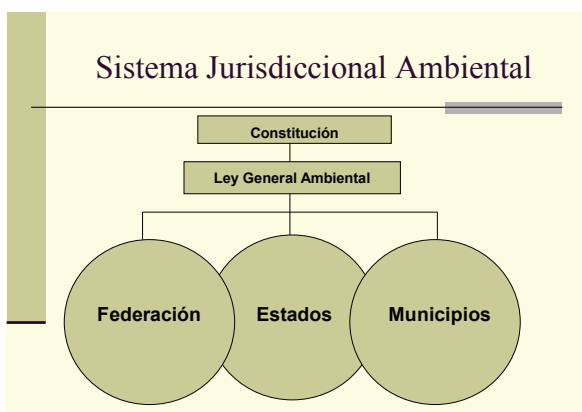 Sistema Jurisdiccional Ambiental
Constitución
Ley General Ambiental
Federación
Estados
Municipios